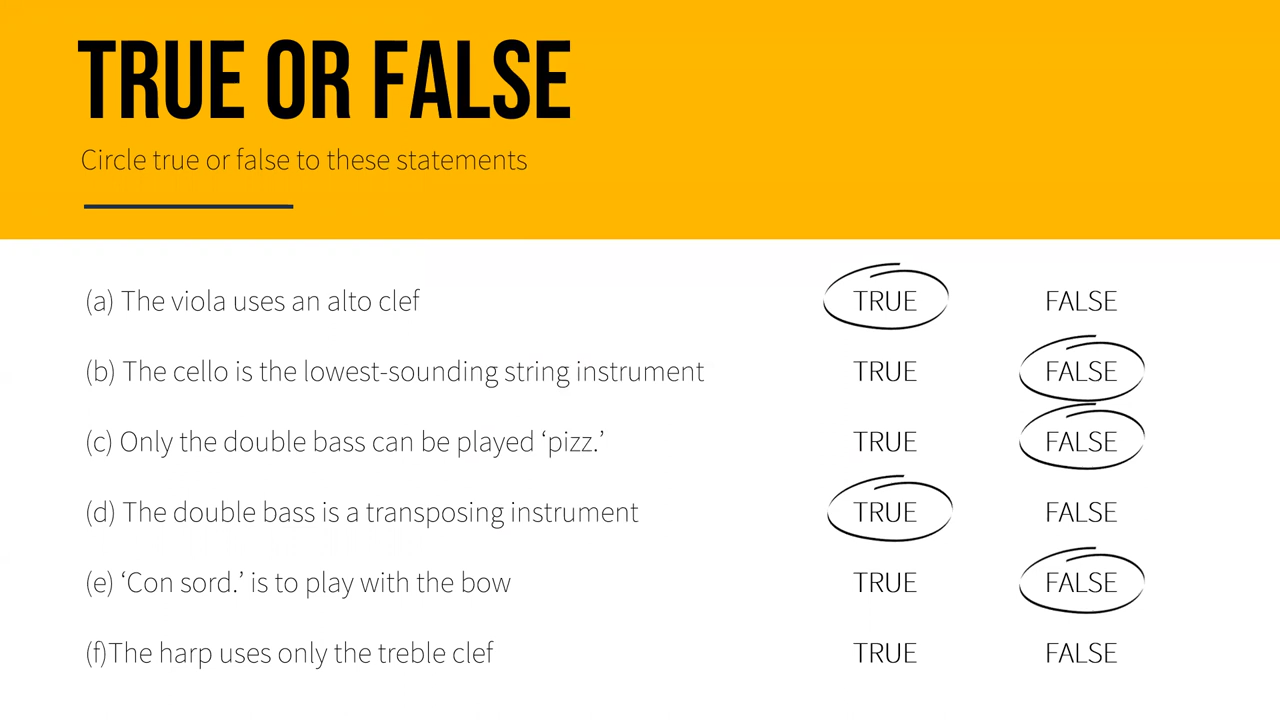 TRUE OR FALSE
Circle true or false to these statements
(a) The viola uses an alto clef TRUE FALSE
(b) The cello is the lowest-sounding string instrument TRUE FALSE
(c) Only the double bass can be played ‘pizz.’ TRUE FALSE
(d) The double bass is a transposing instrument TRUE FALSE
(e) ‘Con sord.’ is to play with the bow TRUE FALSE
(f)The harp uses only the treble clef TRUE FALSE